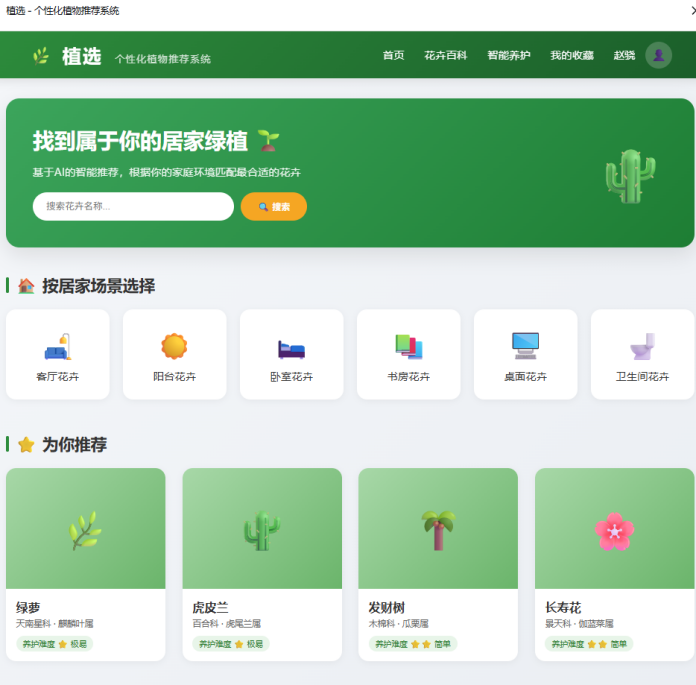 植选 - 个性化植物推荐系统
植选 个性化植物推荐系统
首页 花卉百科 智能养护 我的收藏 赵骁
找到属于你的居家绿植
基于AI的智能推荐，根据你的家庭环境匹配最合适的花卉
搜索花卉名称... 搜索
按居家场景选择
客厅花卉 阳台花卉 卧室花卉 书房花卉 桌面花卉 卫生间花卉
为你推荐
绿萝 虎皮兰 发财树 长寿花
天南星科 · 麒麟叶属 百合科 · 虎尾兰属 木棉科 · 瓜栗属 景天科 · 伽蓝菜属
养护难度 ⭐ 极易 养护难度 ⭐ 极易 养护难度 ⭐⭐ 简单 养护难度 ⭐⭐ 简单